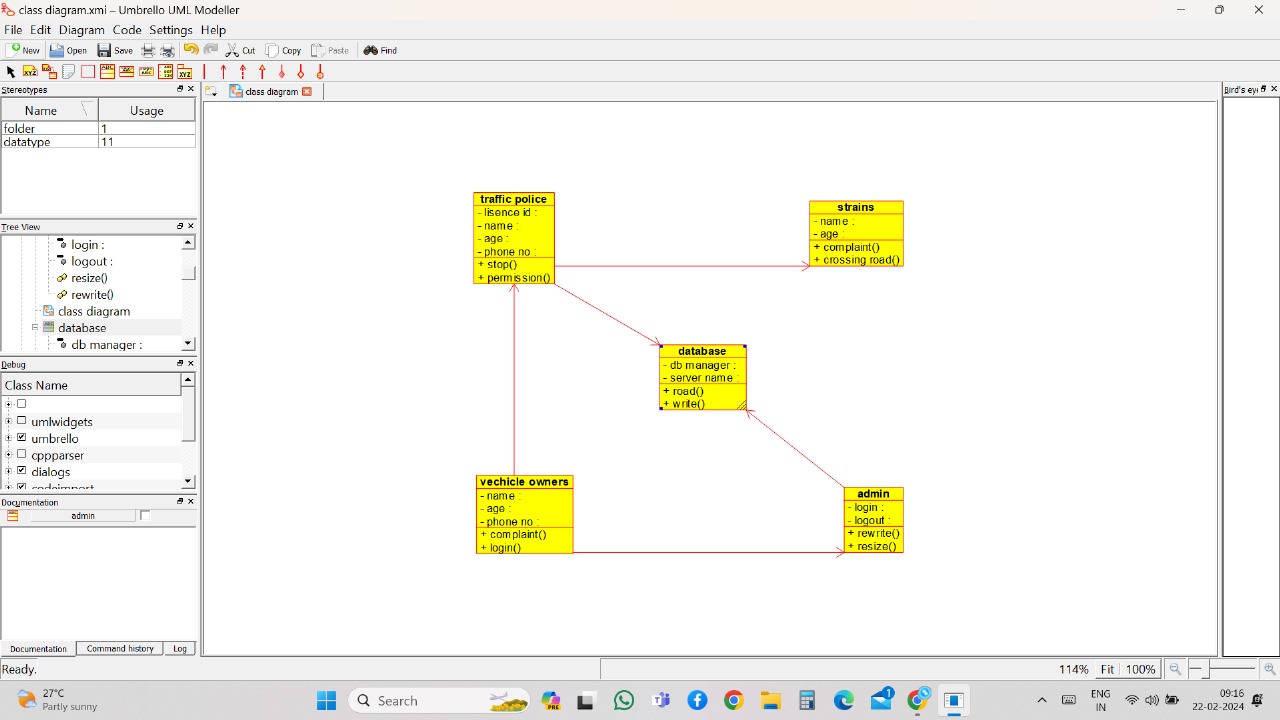 class diagram.xmi – Umbrello UML Modeller
File Edit Diagram Code Settings Help
New Open Save Cut Copy Paste Find
Stereotypes
Name Usage
folder 1
datatype 11
Tree View
login :
logout :
resize()
rewrite()
class diagram
database
db manager :
Debug
Class Name
umlwidgets
umbrello
cppparser
dialogs
codeimport
Documentation
admin
Documentation Command history Log
Ready.
class diagram
traffic police
- lisence id :
- name :
- age :
- phone no :
+ stop()
+ permission()
strains
- name :
- age :
+ complaint()
+ crossing road()
database
- db manager :
- server name :
+ road()
+ write()
vechicle owners
- name :
- age :
- phone no :
+ complaint()
+ login()
admin
- login :
- logout :
+ rewrite()
+ resize()
Bird's ey
114% Fit 100%
27°C
Partly sunny
Search
PRE
1
ENG
IN
09:16
22-02-2024